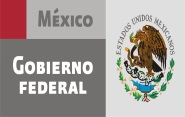 México
GOBIERNO
FEDERAL
ESTADOS UNIDOS MEXICANOS